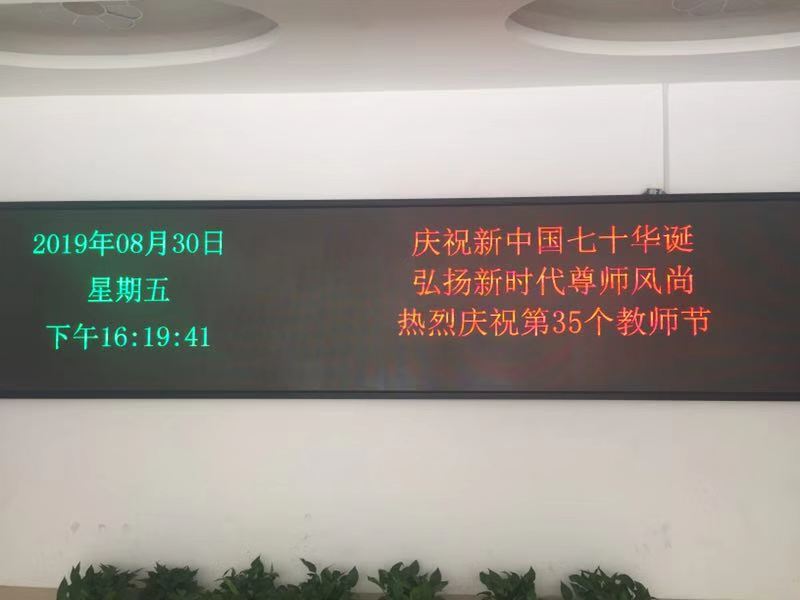 2019年08月30日
星期五
下午16:19:41
庆祝新中国七十华诞
弘扬新时代尊师风尚
热烈庆祝第35个教师节